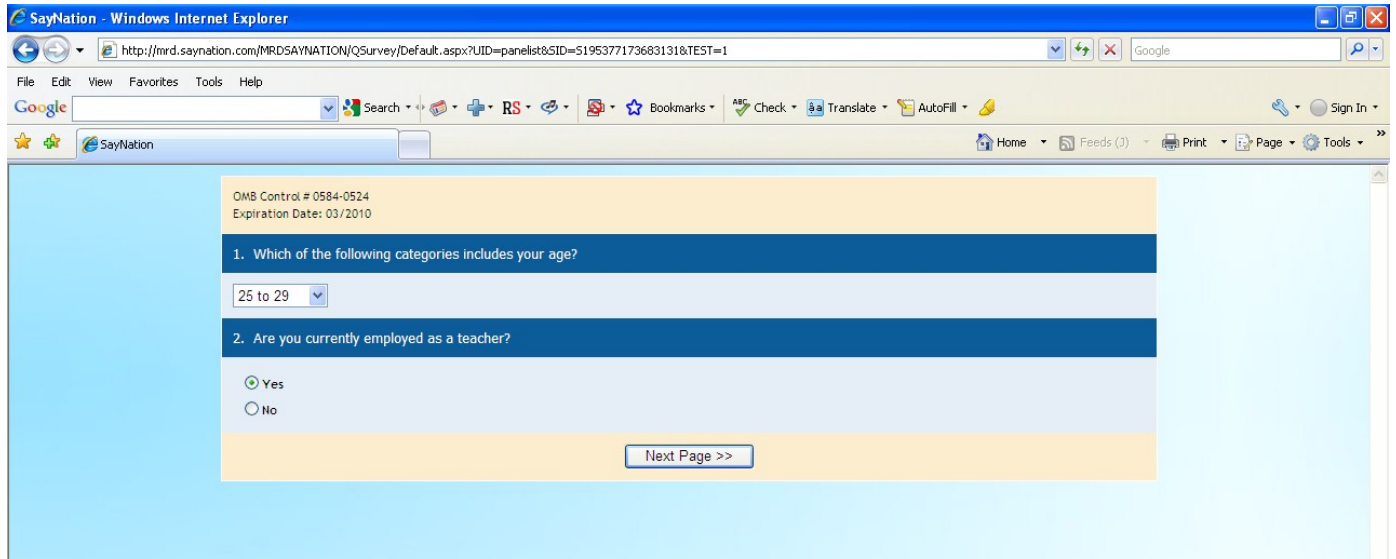 SayNation - Windows Internet Explorer
http://mrd.saynation.com/MRDSAYNATION/QSurvey/Default.aspx?UID=panelist&SID=S1953771736831318&TEST=1
Google
File Edit View Favorites Tools Help
Google Search RS Bookmarks ABC Check âa Translate AutoFill Sign In
SayNation Home Feeds (J) Print Page Tools »
OMB Control # 0584-0524
Expiration Date: 03/2010
1. Which of the following categories includes your age?
25 to 29
2. Are you currently employed as a teacher?
Yes
No
Next Page >>